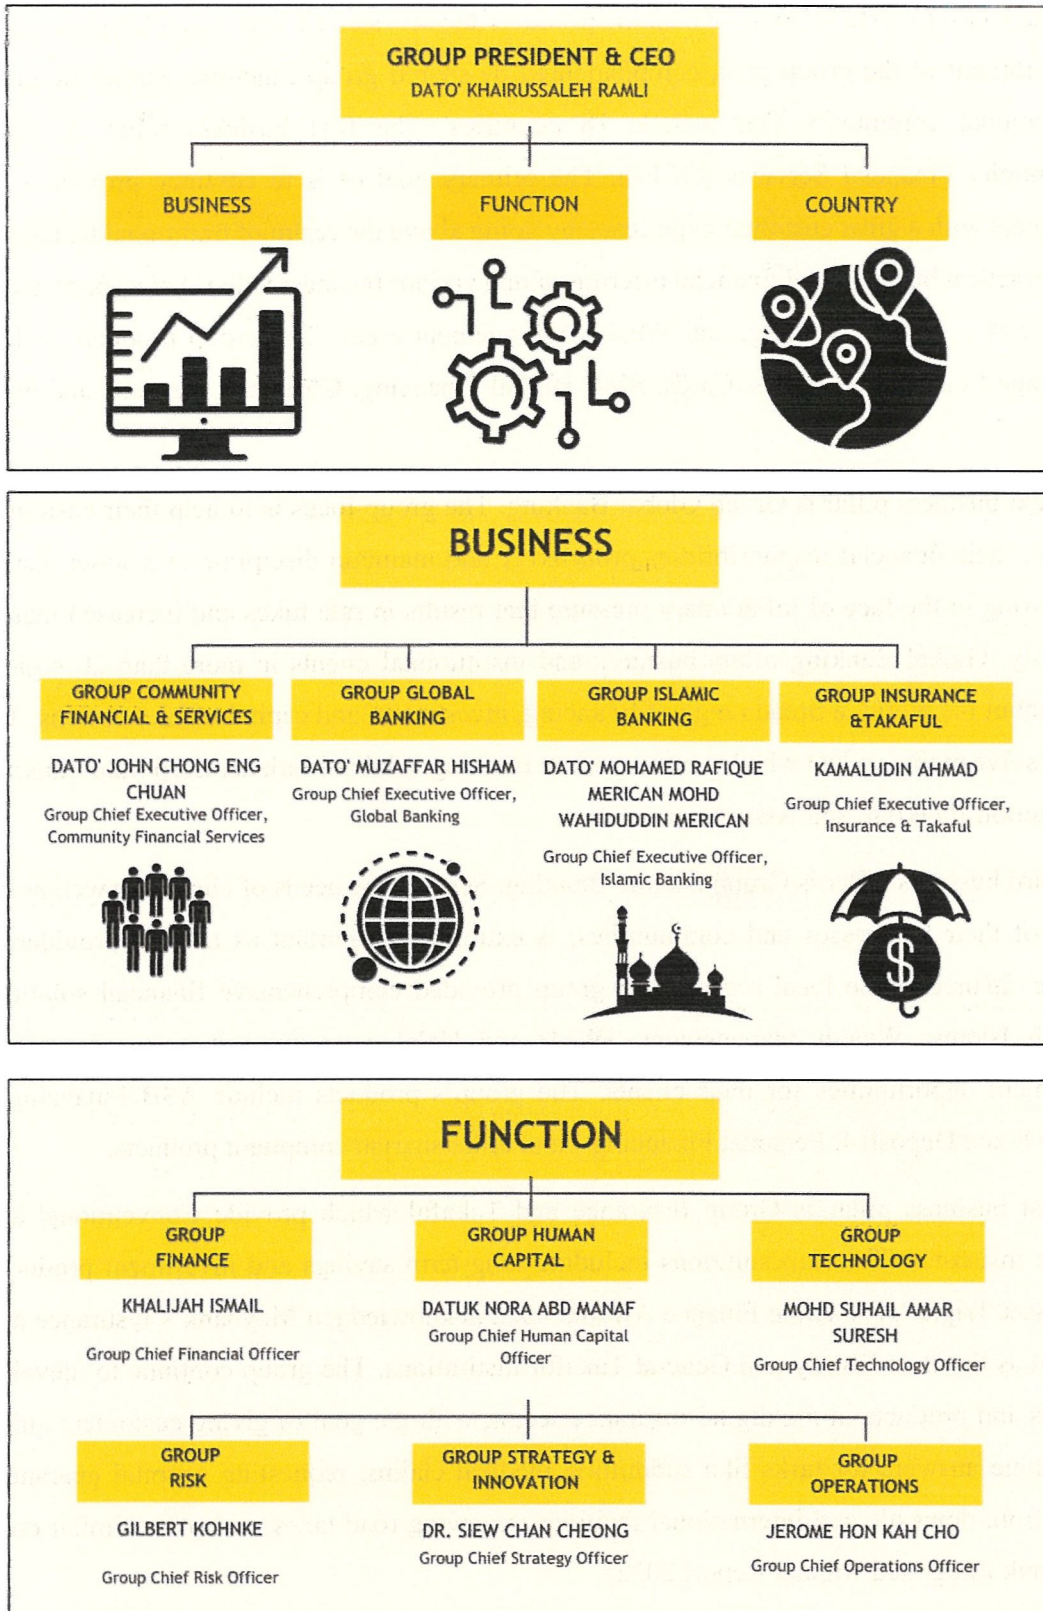 GROUP PRESIDENT & CEO
DATO' KHAIRUSSALEH RAMLI
BUSINESS
FUNCTION
COUNTRY
BUSINESS
GROUP COMMUNITY
FINANCIAL & SERVICES
DATO' JOHN CHONG ENG
CHUAN
Group Chief Executive Officer,
Community Financial Services
GROUP GLOBAL
BANKING
DATO' MUZAFFAR HISHAM
Group Chief Executive Officer,
Global Banking
GROUP ISLAMIC
BANKING
DATO' MOHAMED RAFIQUE
MERICAN MOHD
WAHIDUDDIN MERICAN
Group Chief Executive Officer,
Islamic Banking
GROUP INSURANCE
&TAKAFUL
KAMALUDIN AHMAD
Group Chief Executive Officer,
Insurance & Takaful
$
FUNCTION
GROUP
FINANCE
KHALIJAH ISMAIL
Group Chief Financial Officer
GROUP HUMAN
CAPITAL
DATUK NORA ABD MANAF
Group Chief Human Capital
Officer
GROUP
TECHNOLOGY
MOHD SUHAIL AMAR
SURESH
Group Chief Technology Officer
GROUP
RISK
GILBERT KOHNKE
Group Chief Risk Officer
GROUP STRATEGY &
INNOVATION
DR. SIEW CHAN CHEONG
Group Chief Strategy Officer
GROUP
OPERATIONS
JEROME HON KAH CHO
Group Chief Operations Officer